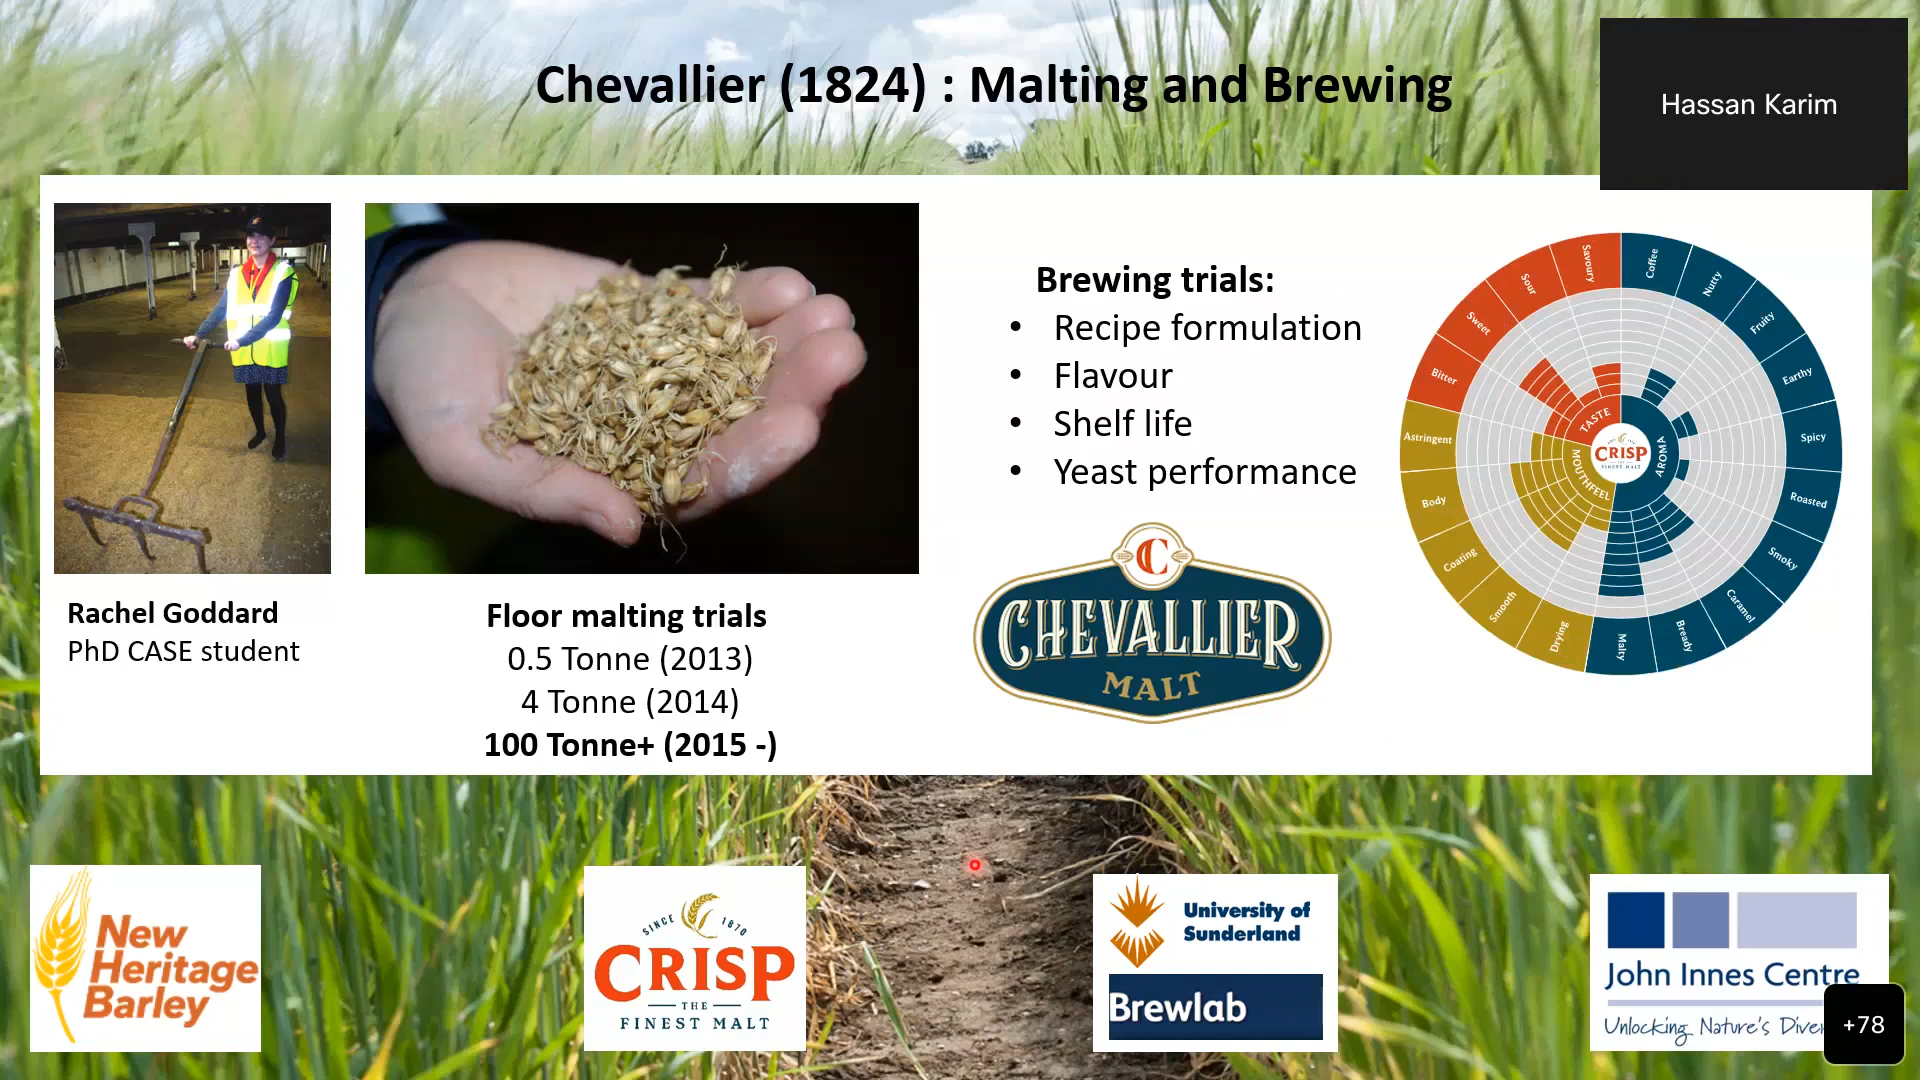 Chevallier (1824) : Malting and Brewing
Hassan Karim
Rachel Goddard
PhD CASE student
Floor malting trials
0.5 Tonne (2013)
4 Tonne (2014)
100 Tonne+ (2015 -)
Brewing trials:
• Recipe formulation
• Flavour
• Shelf life
• Yeast performance
C
CHEVALLIER
MALT
Coffee
Nutty
Fruity
Earthy
Spicy
Roasted
Smoky
Caramel
Bready
Malty
Drying
Smooth
Coating
Body
Astringent
Bitter
Sweet
Sour
Savoury
TASTE
AROMA
MOUTHFEEL
CRISP
FINEST MALT
New
Heritage
Barley
SINCE 1870
CRISP
THE
FINEST MALT
University of
Sunderland
Brewlab
John Innes Centre
Unlocking Nature's Diver
+78